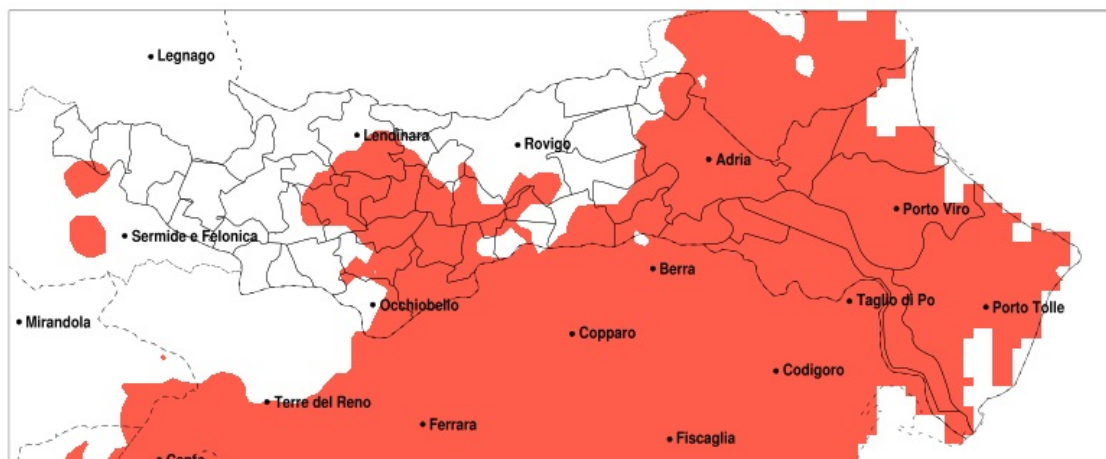 Legnago
Lendinara
Rovigo
Adria
Porto Viro
Sermide e Felonica
Berra
Taglio di Po
Porto Tolle
Occhiobello
Mirandola
Copparo
Codigoro
Terre del Reno
Ferrara
Fiscaglia